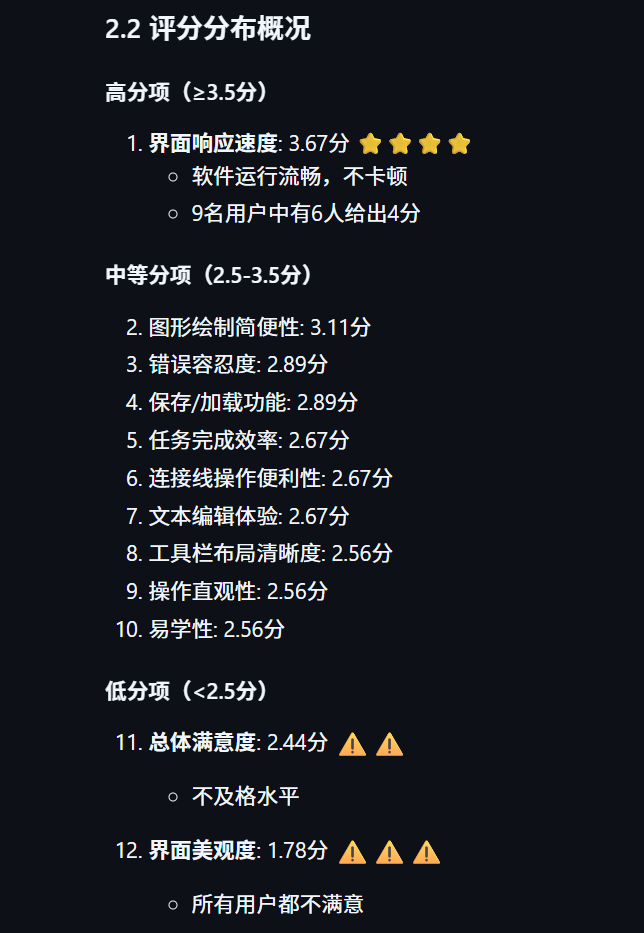 2.2 评分分布概况
高分项（≥3.5分）
1. 界面响应速度: 3.67分 ⭐⭐⭐⭐
○ 软件运行流畅，不卡顿
○ 9名用户中有6人给出4分
中等分项（2.5-3.5分）
2. 图形绘制简便性: 3.11分
3. 错误容忍度: 2.89分
4. 保存/加载功能: 2.89分
5. 任务完成效率: 2.67分
6. 连接线操作便利性: 2.67分
7. 文本编辑体验: 2.67分
8. 工具栏布局清晰度: 2.56分
9. 操作直观性: 2.56分
10. 易学性: 2.56分
低分项（<2.5分）
11. 总体满意度: 2.44分 ⚠️⚠️
○ 不及格水平
12. 界面美观度: 1.78分 ⚠️⚠️⚠️
○ 所有用户都不满意